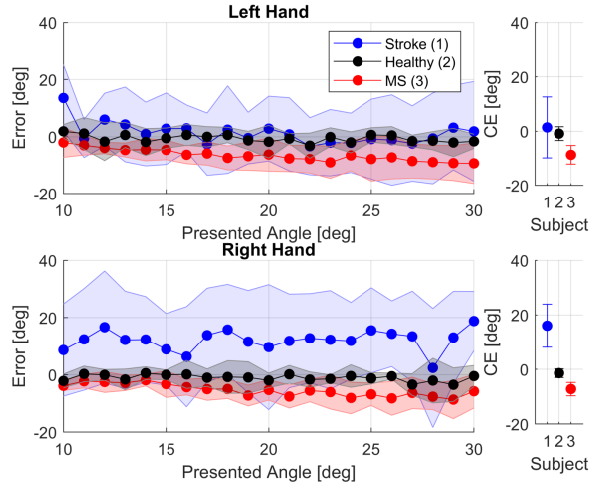 Left Hand
40
20
0
-20
Error [deg]
10
15
20
25
30
Presented Angle [deg]
Stroke (1)
Healthy (2)
MS (3)
40
20
0
-20
CE [deg]
1 2 3
Subject
Right Hand
40
20
0
-20
Error [deg]
10
15
20
25
30
Presented Angle [deg]
40
20
0
-20
CE [deg]
1 2 3
Subject